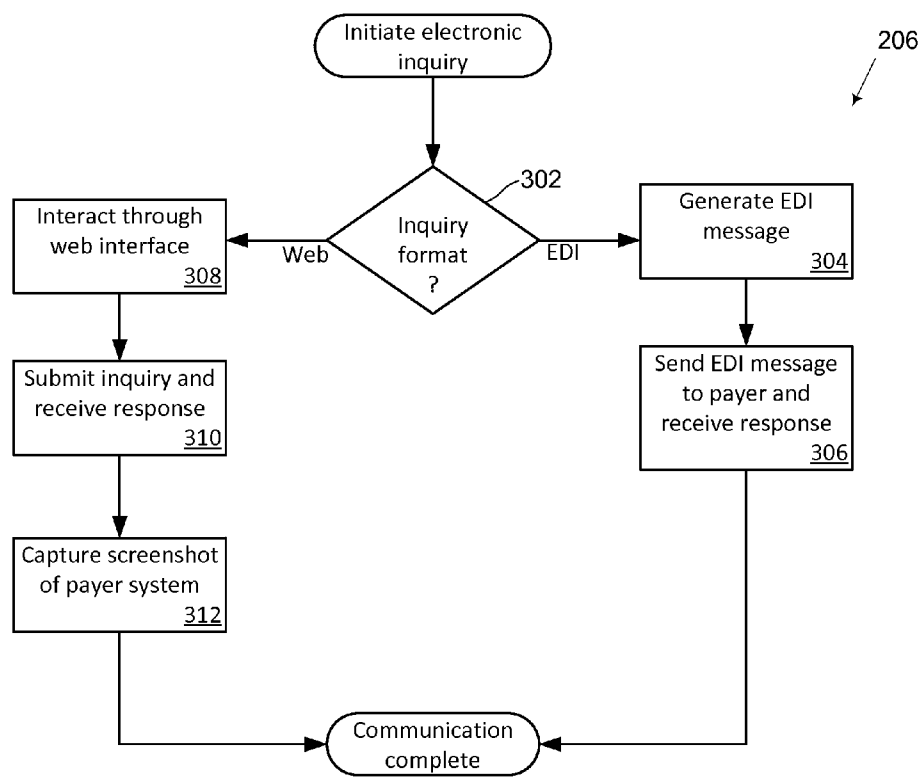 Initiate electronic
inquiry
206
302
Inquiry
format
?
Web
EDI
Interact through
web interface
308
Generate EDI
message
304
Submit inquiry and
receive response
310
Send EDI message
to payer and
receive response
306
Capture screenshot
of payer system
312
Communication
complete